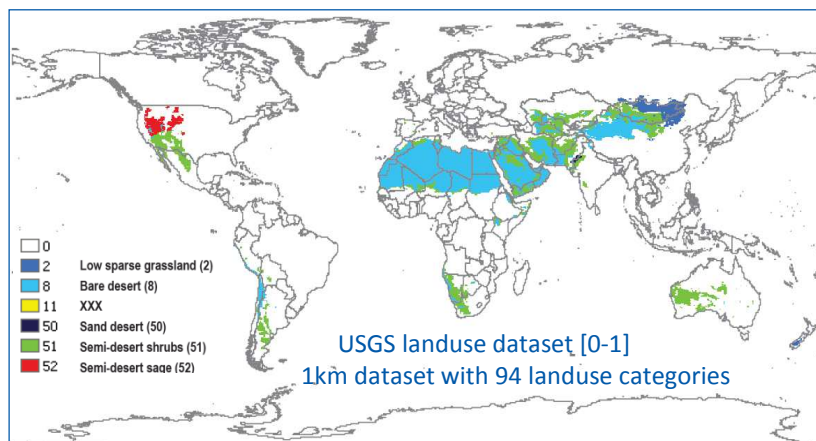 0
2 Low sparse grassland (2)
8 Bare desert (8)
11 XXX
50 Sand desert (50)
51 Semi-desert shrubs (51)
52 Semi-desert sage (52)
USGS landuse dataset [0-1]
1km dataset with 94 landuse categories